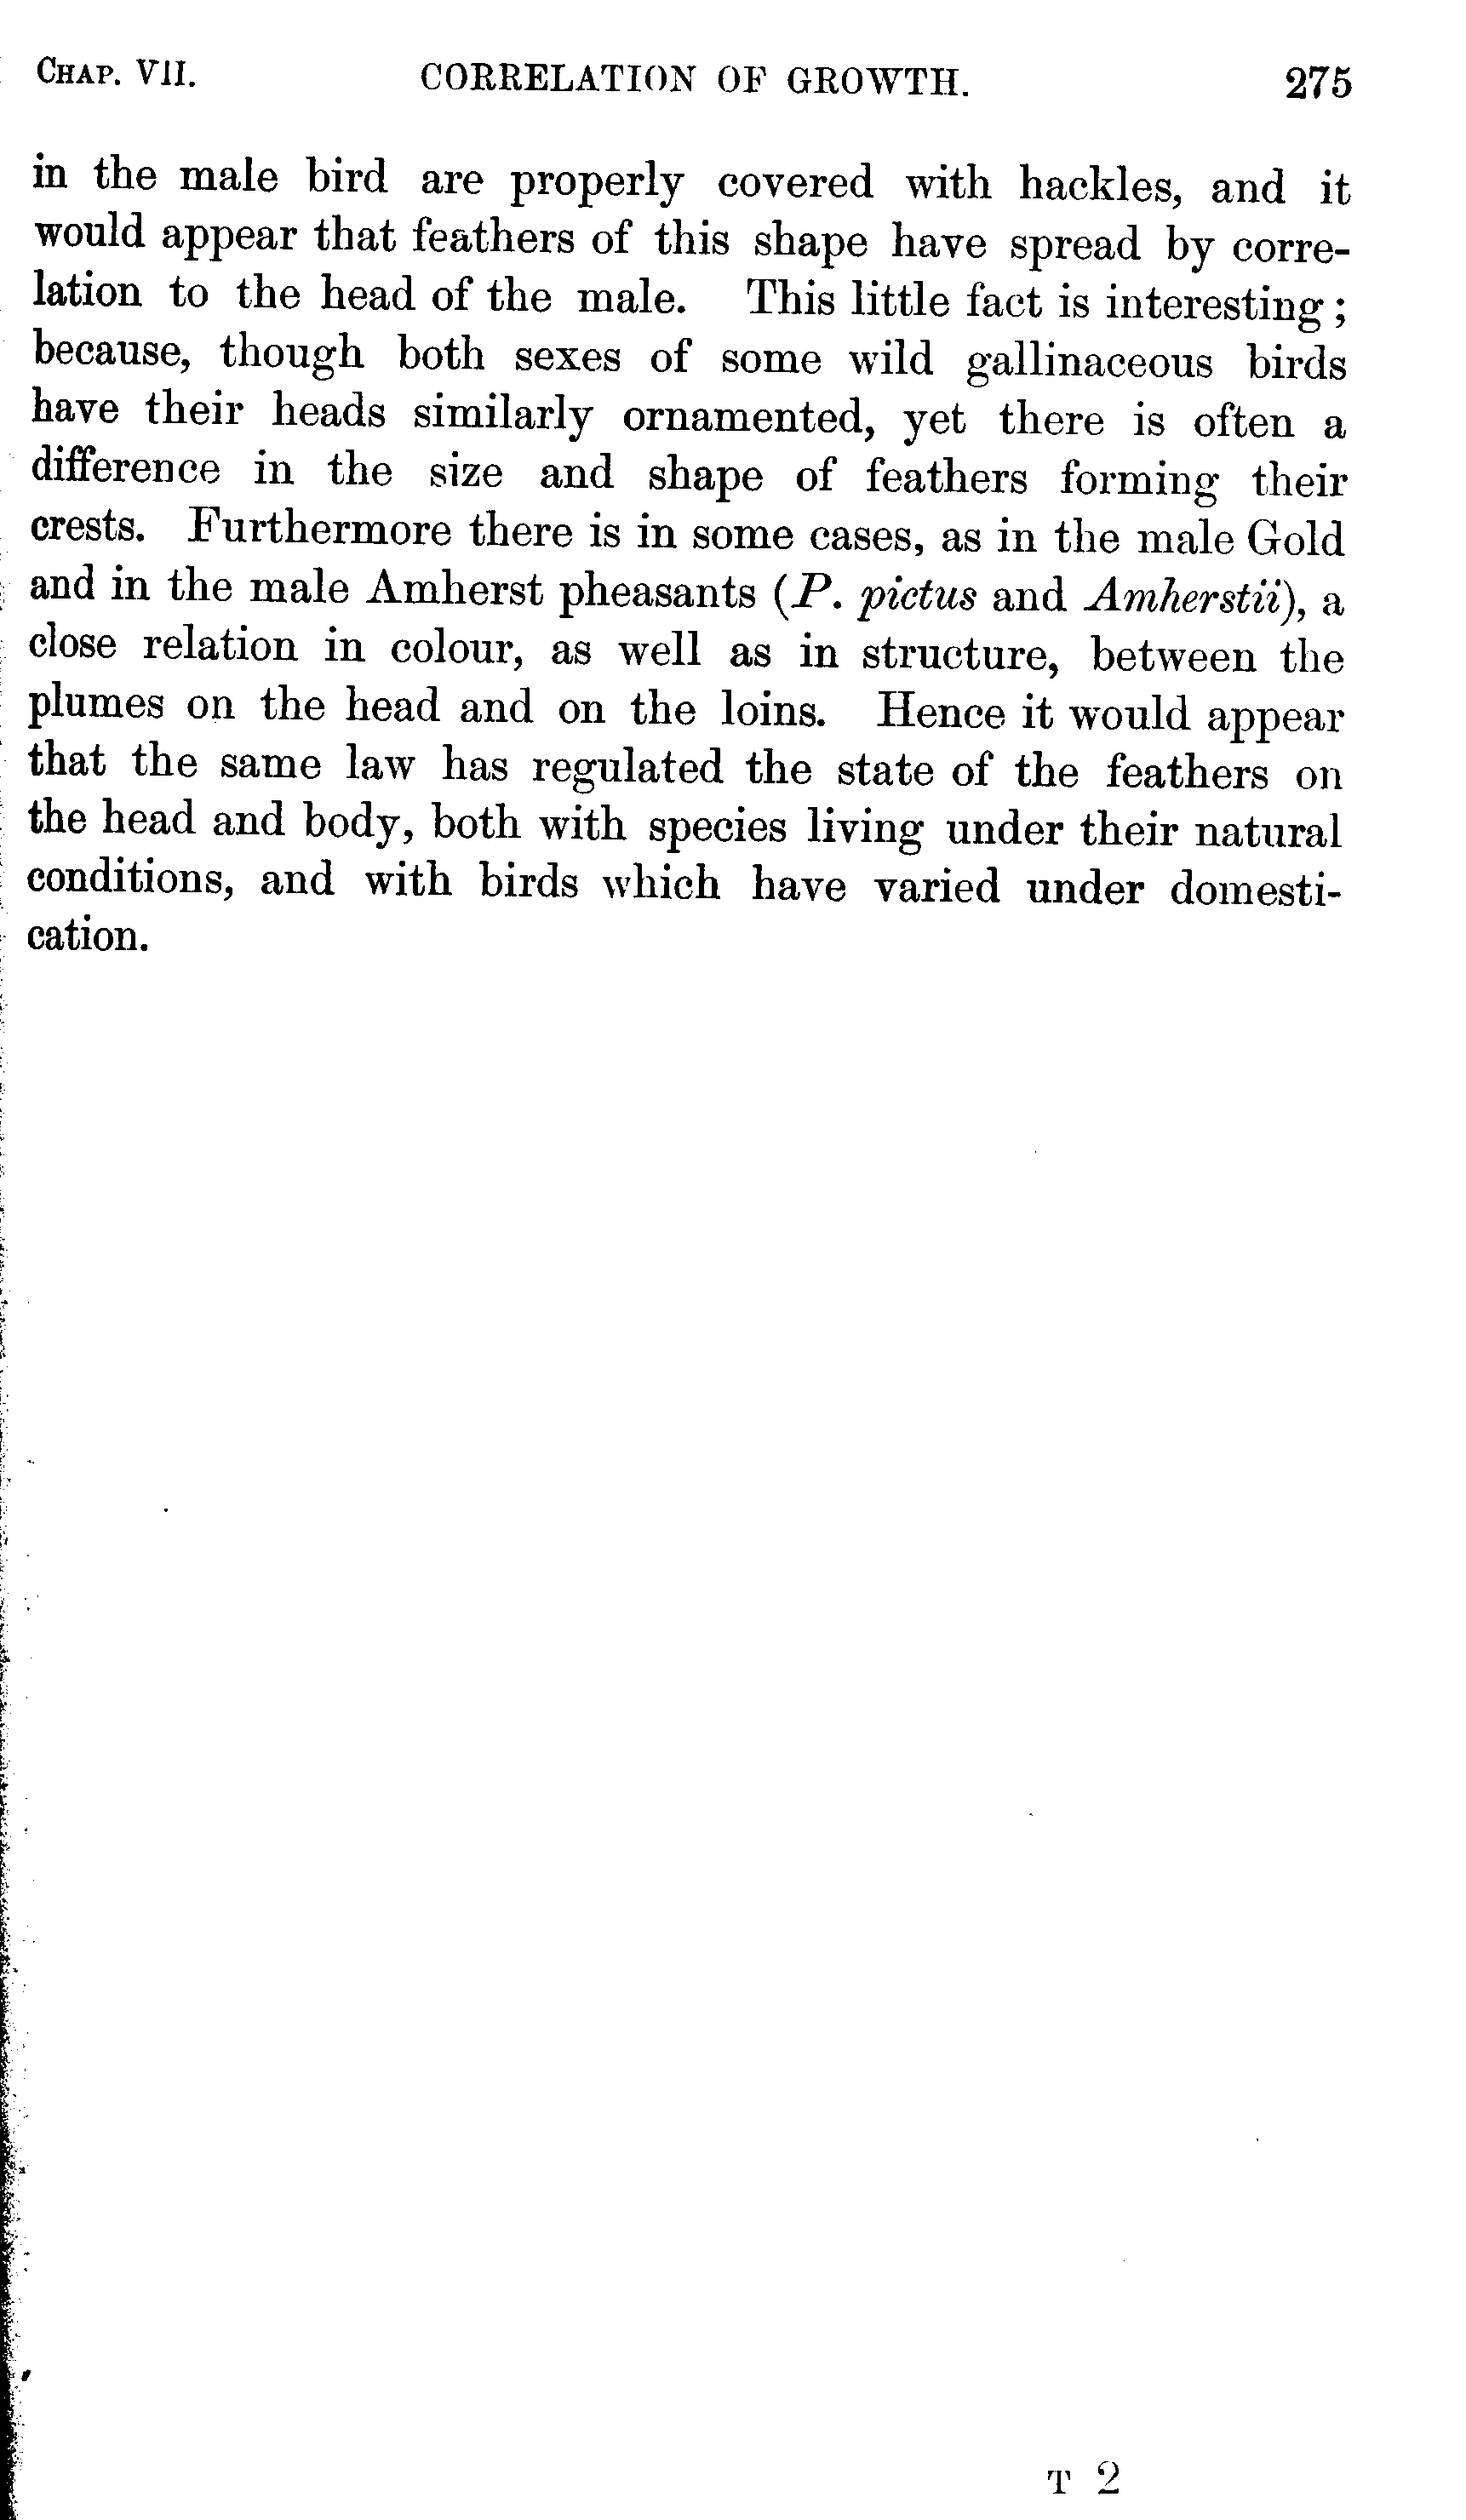 CHAP. VII. CORRELATION OF GROWTH. 275
in the male bird are properly covered with hackles, and it
would appear that feathers of this shape have spread by corre-
lation to the head of the male. This little fact is interesting;
because, though both sexes of some wild gallinaceous birds
have their heads similarly ornamented, yet there is often a
difference in the size and shape of feathers forming their
crests. Furthermore there is in some cases, as in the male Gold
and in the male Amherst pheasants (P. pictus and Amherstii), a
close relation in colour, as well as in structure, between the
plumes on the head and on the loins. Hence it would appear
that the same law has regulated the state of the feathers on
the head and body, both with species living under their natural
conditions, and with birds which have varied under domesti-
cation.
T 2